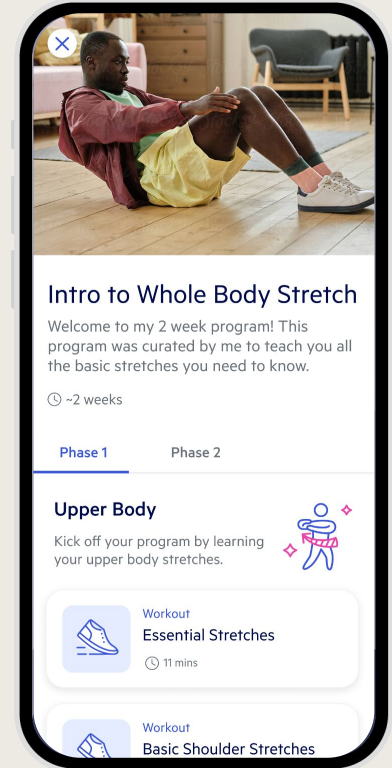 Intro to Whole Body Stretch
Welcome to my 2 week program! This
program was curated by me to teach you all
the basic stretches you need to know.
~2 weeks
Phase 1
Phase 2
Upper Body
Kick off your program by learning
your upper body stretches.
Workout
Essential Stretches
11 mins
Workout
Basic Shoulder Stretches